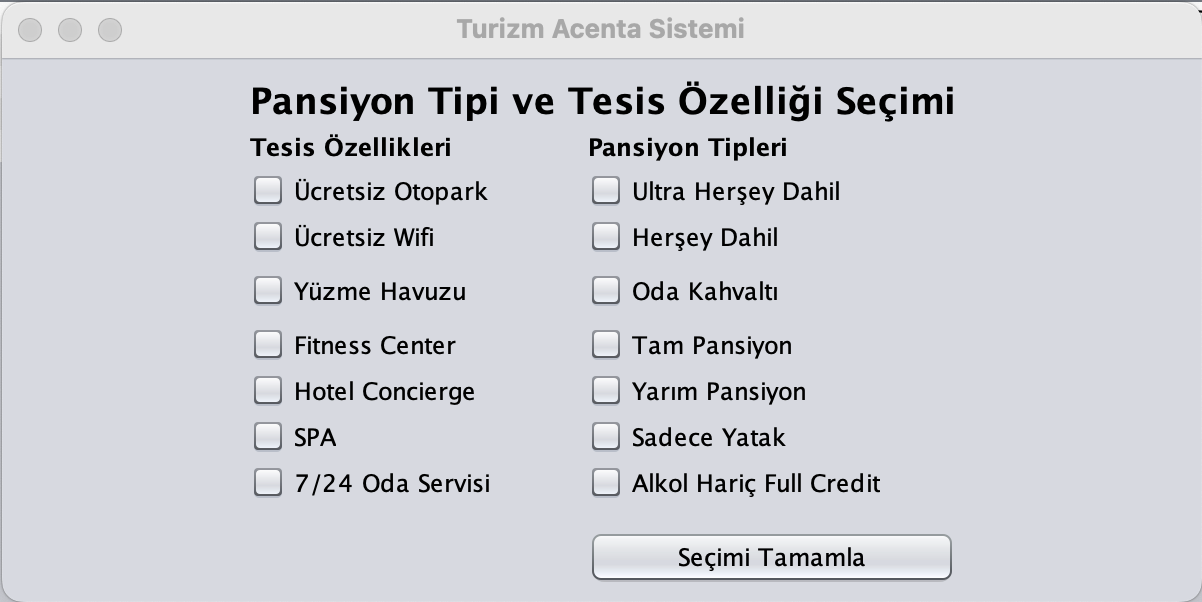 Turizm Acenta Sistemi
Pansiyon Tipi ve Tesis Özelliği Seçimi
Tesis Özellikleri
Ücretsiz Otopark
Ücretsiz Wifi
Yüzme Havuzu
Fitness Center
Hotel Concierge
SPA
7/24 Oda Servisi
Pansiyon Tipleri
Ultra Herşey Dahil
Herşey Dahil
Oda Kahvaltı
Tam Pansiyon
Yarım Pansiyon
Sadece Yatak
Alkol Hariç Full Credit
Seçimi Tamamla